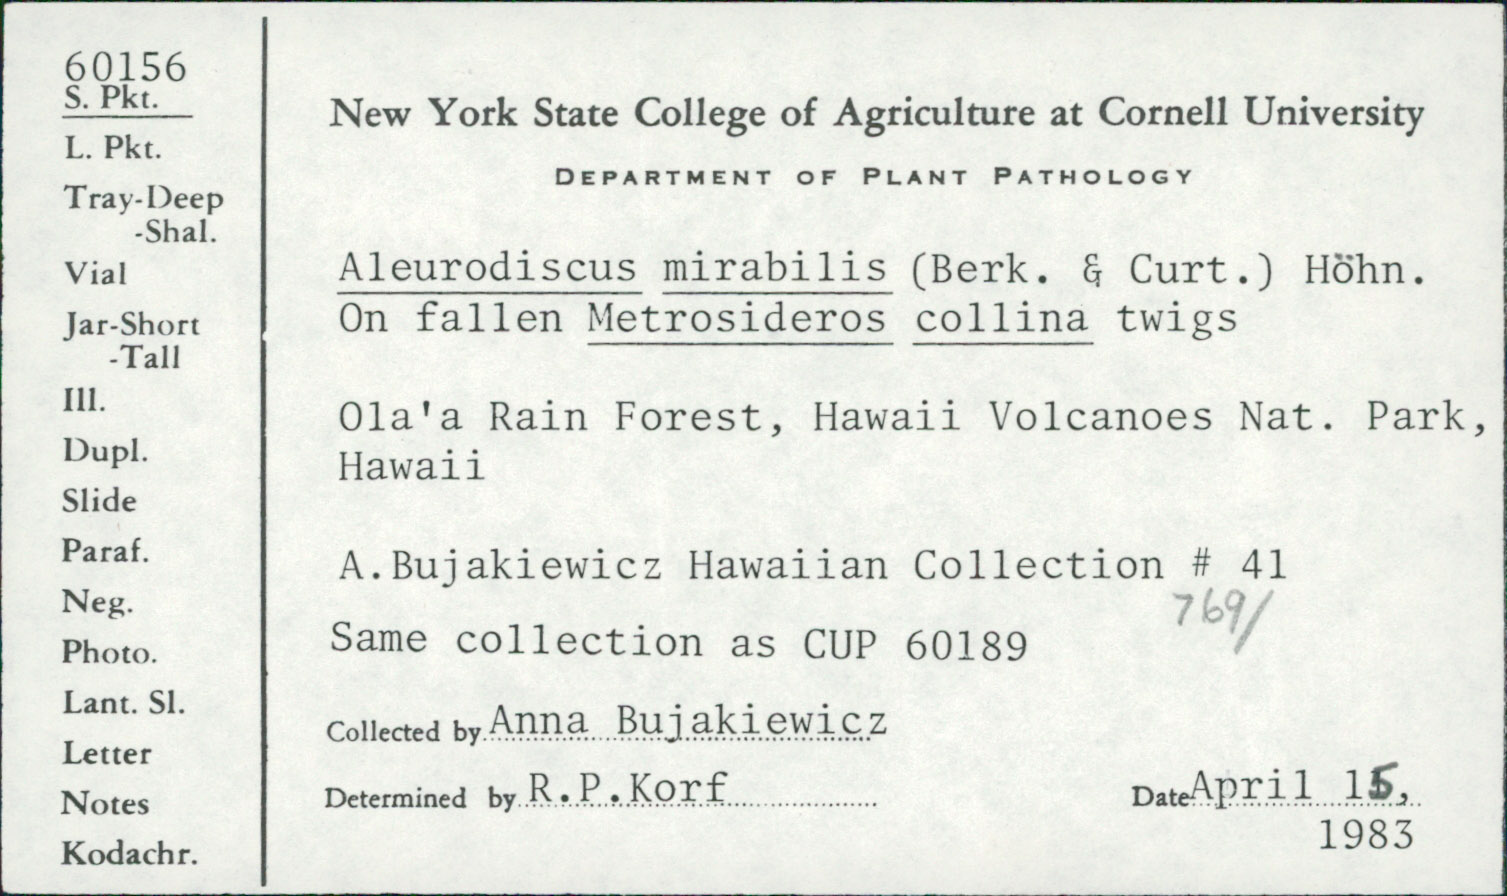 60156
S. Pkt.
L. Pkt.
Tray-Deep
-Shal.
Vial
Jar-Short
-Tall
Ill.
Dupl.
Slide
Paraf.
Neg.
Photo.
Lant. Sl.
Letter
Notes
Kodachr.
New York State College of Agriculture at Cornell University
DEPARTMENT OF PLANT PATHOLOGY
Aleurodiscus mirabilis (Berk. & Curt.) Höhn.
On fallen Metrosideros collina twigs
Ola'a Rain Forest, Hawaii Volcanoes Nat. Park,
Hawaii
A.Bujakiewicz Hawaiian Collection # 41
769/
Same collection as CUP 60189
Collected by Anna Bujakiewicz
Determined by R.P.Korf
Date April 15,
1983